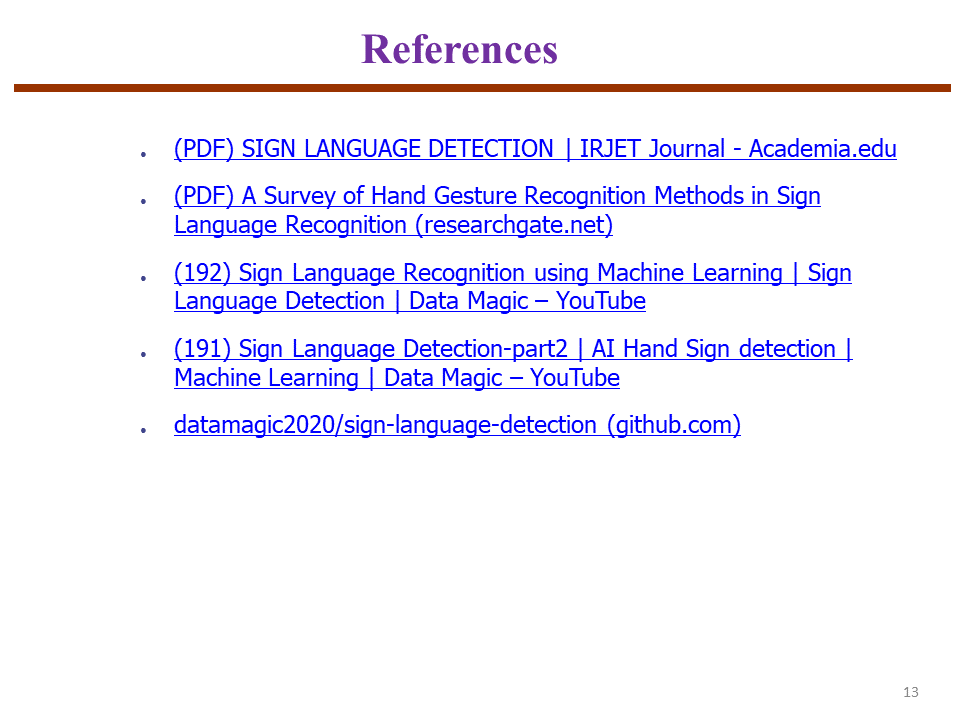 References
• (PDF) SIGN LANGUAGE DETECTION | IRJET Journal - Academia.edu
• (PDF) A Survey of Hand Gesture Recognition Methods in Sign
Language Recognition (researchgate.net)
• (192) Sign Language Recognition using Machine Learning | Sign
Language Detection | Data Magic – YouTube
• (191) Sign Language Detection-part2 | AI Hand Sign detection |
Machine Learning | Data Magic – YouTube
• datamagic2020/sign-language-detection (github.com)
13